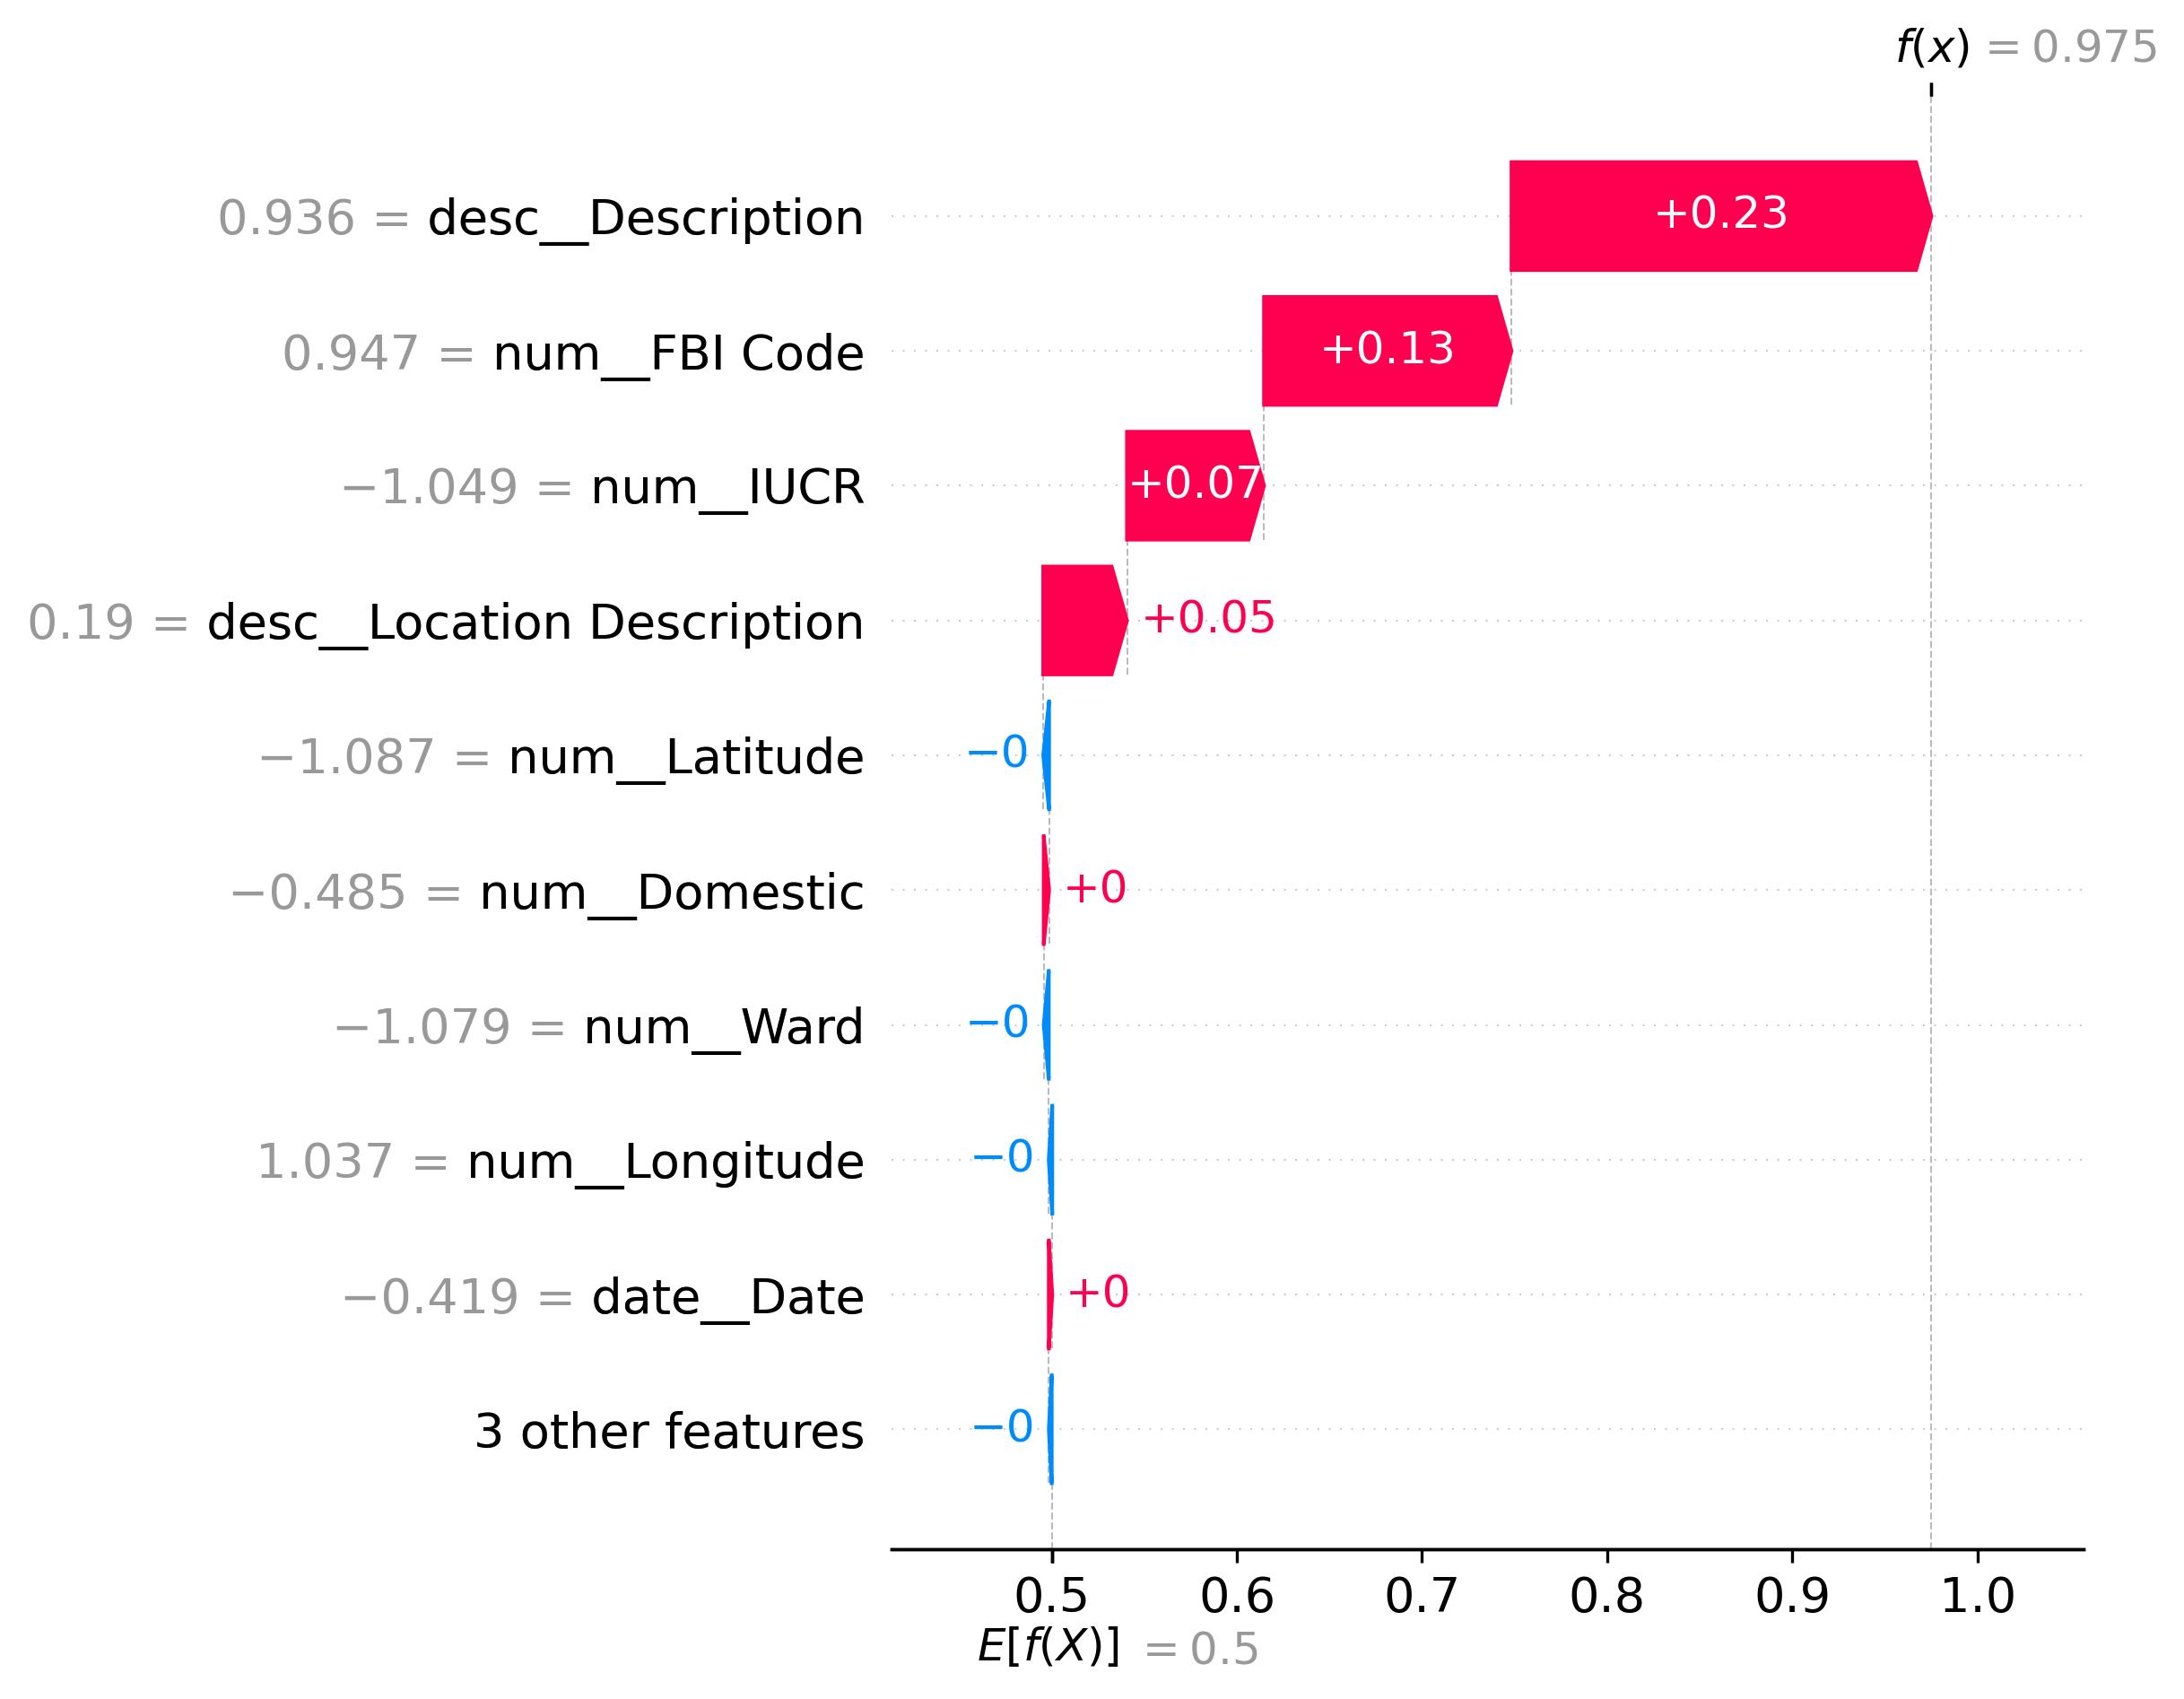 f(x) = 0.975
0.936 = desc__Description
+0.23
0.947 = num__FBI Code
+0.13
−1.049 = num__IUCR
+0.07
0.19 = desc__Location Description
+0.05
−1.087 = num__Latitude
−0
−0.485 = num__Domestic
+0
−1.079 = num__Ward
−0
1.037 = num__Longitude
−0
−0.419 = date__Date
+0
3 other features
−0
0.5 0.6 0.7 0.8 0.9 1.0
E[f(X)] = 0.5